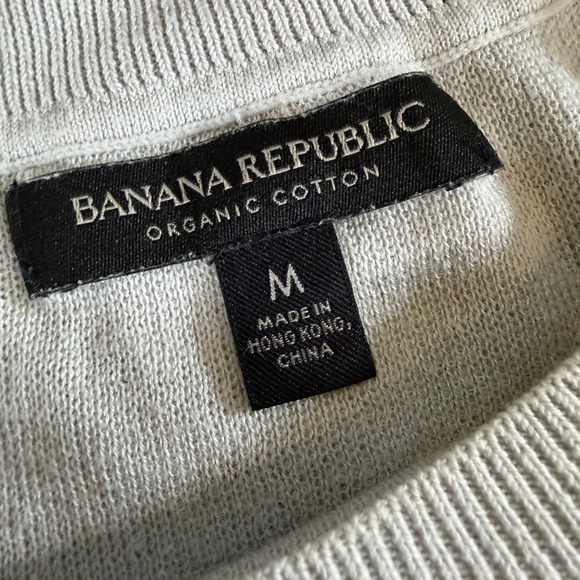 BANANA REPUBLIC
ORGANIC COTTON
M
MADE IN
HONG KONG,
CHINA